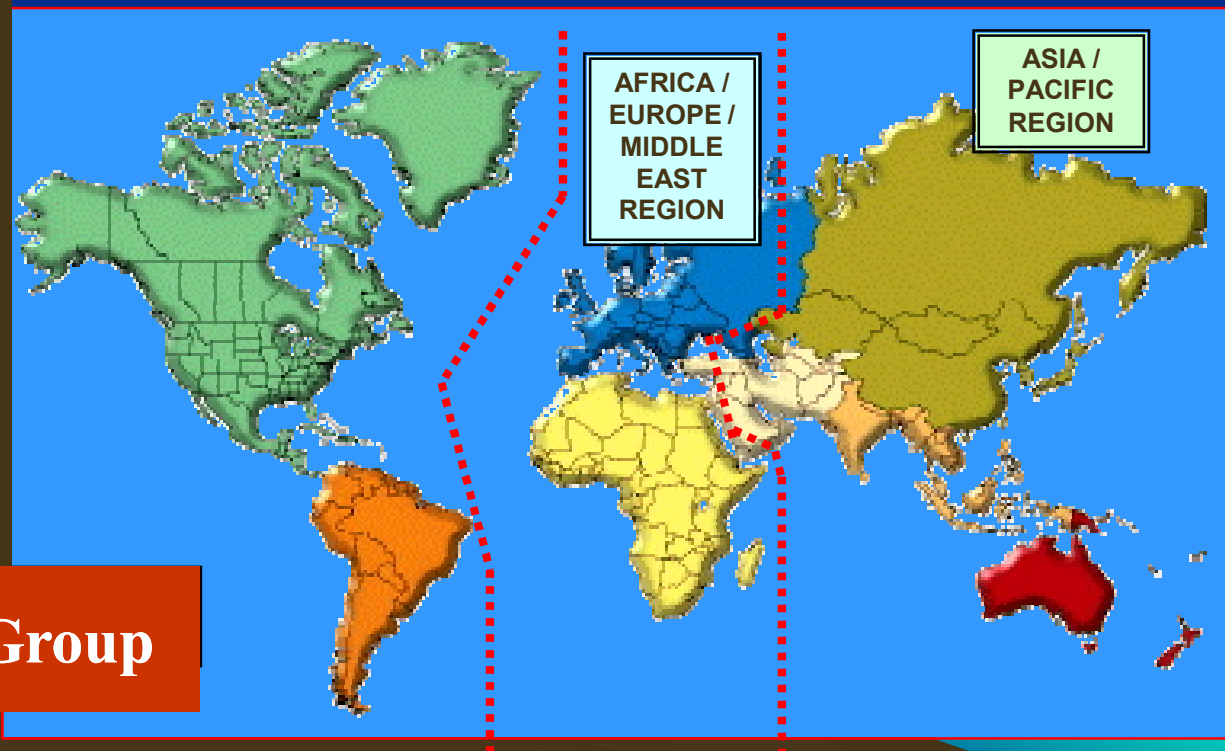 AFRICA /
EUROPE /
MIDDLE
EAST
REGION
ASIA /
PACIFIC
REGION
Group